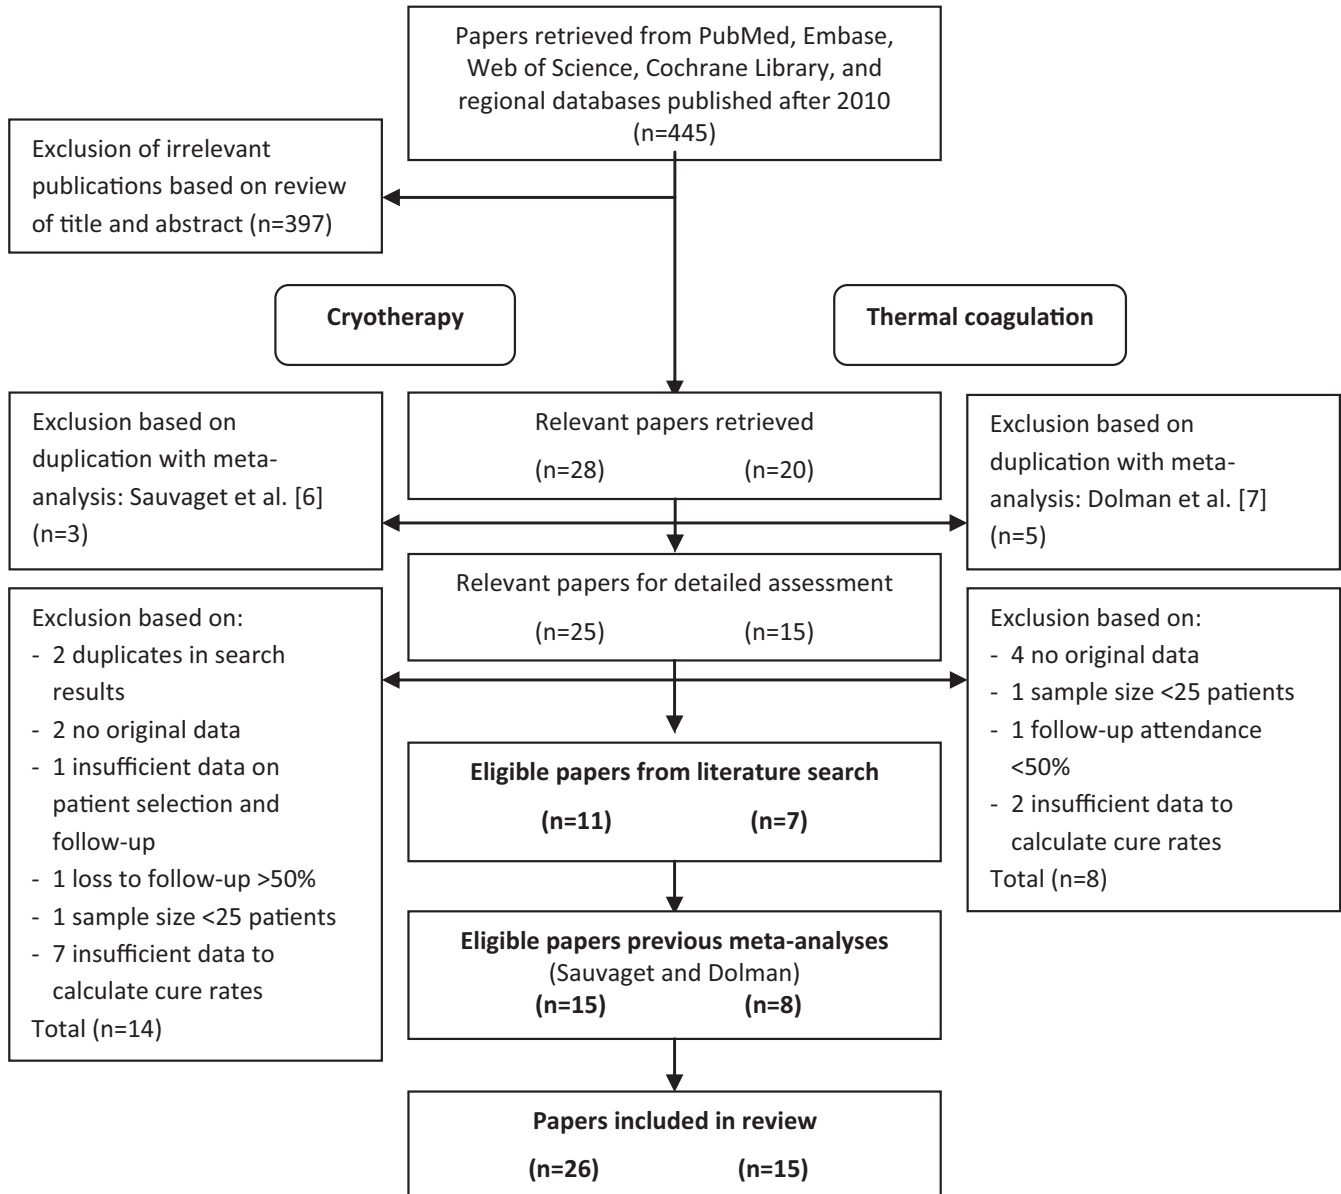 Papers retrieved from PubMed, Embase,
Web of Science, Cochrane Library, and
regional databases published after 2010
(n=445)
Exclusion of irrelevant
publications based on review
of title and abstract (n=397)
Cryotherapy
Thermal coagulation
Relevant papers retrieved
(n=28) (n=20)
Exclusion based on
duplication with meta-
analysis: Sauvaget et al. [6]
(n=3)
Exclusion based on
duplication with meta-
analysis: Dolman et al. [7]
(n=5)
Relevant papers for detailed assessment
(n=25) (n=15)
Exclusion based on:
- 2 duplicates in search
results
- 2 no original data
- 1 insufficient data on
patient selection and
follow-up
- 1 loss to follow-up >50%
- 1 sample size <25 patients
- 7 insufficient data to
calculate cure rates
Total (n=14)
Exclusion based on:
- 4 no original data
- 1 sample size <25 patients
- 1 follow-up attendance
<50%
- 2 insufficient data to
calculate cure rates
Total (n=8)
Eligible papers from literature search
(n=11) (n=7)
Eligible papers previous meta-analyses
(Sauvaget and Dolman)
(n=15) (n=8)
Papers included in review
(n=26) (n=15)